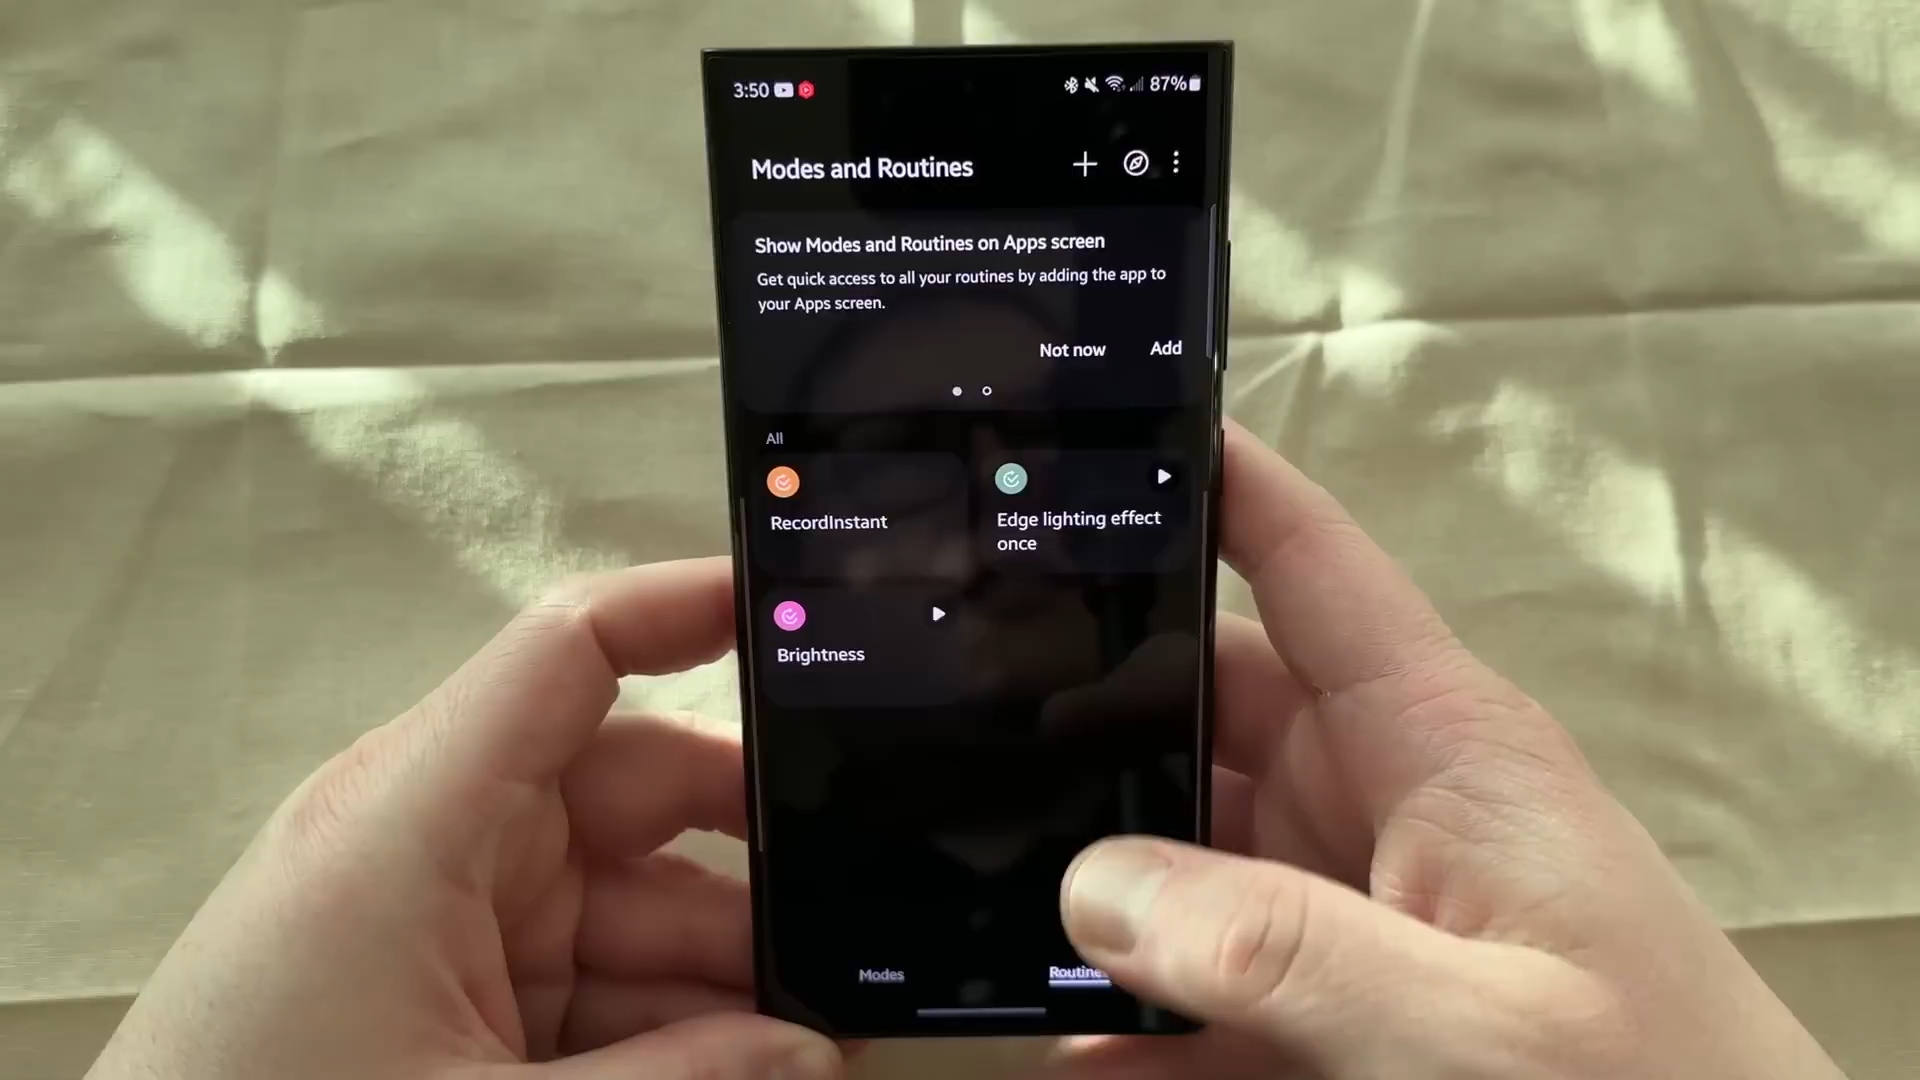 3:50 87%
Modes and Routines
Show Modes and Routines on Apps screen
Get quick access to all your routines by adding the app to
your Apps screen.
Not now Add
All
RecordInstant
Edge lighting effect
once
Brightness
Modes Routine